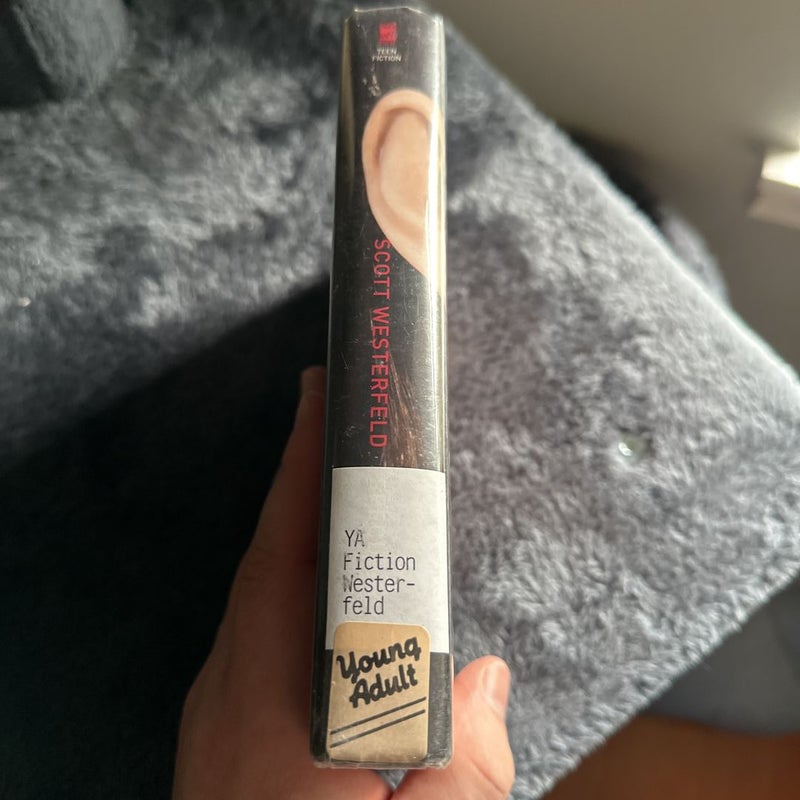 TEEN
FICTION
SCOTT WESTERFELD
YA
Fiction
Wester-
feld
Young
Adult